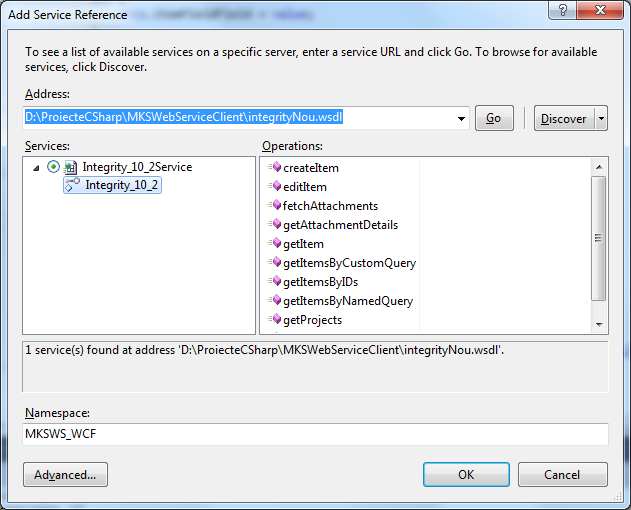 Add Service Reference
To see a list of available services on a specific server, enter a service URL and click Go. To browse for available
services, click Discover.
Address:
D:\ProiecteCSharp\MKSWebServiceClient\integrityNou.wsdl
Go
Discover
Services:
Operations:
Integrity_10_2Service
Integrity_10_2
createItem
editItem
fetchAttachments
getAttachmentDetails
getItem
getItemsByCustomQuery
getItemsByIDs
getItemsByNamedQuery
getProjects
1 service(s) found at address 'D:\ProiecteCSharp\MKSWebServiceClient\integrityNou.wsdl'.
Namespace:
MKSWS_WCF
Advanced...
OK
Cancel